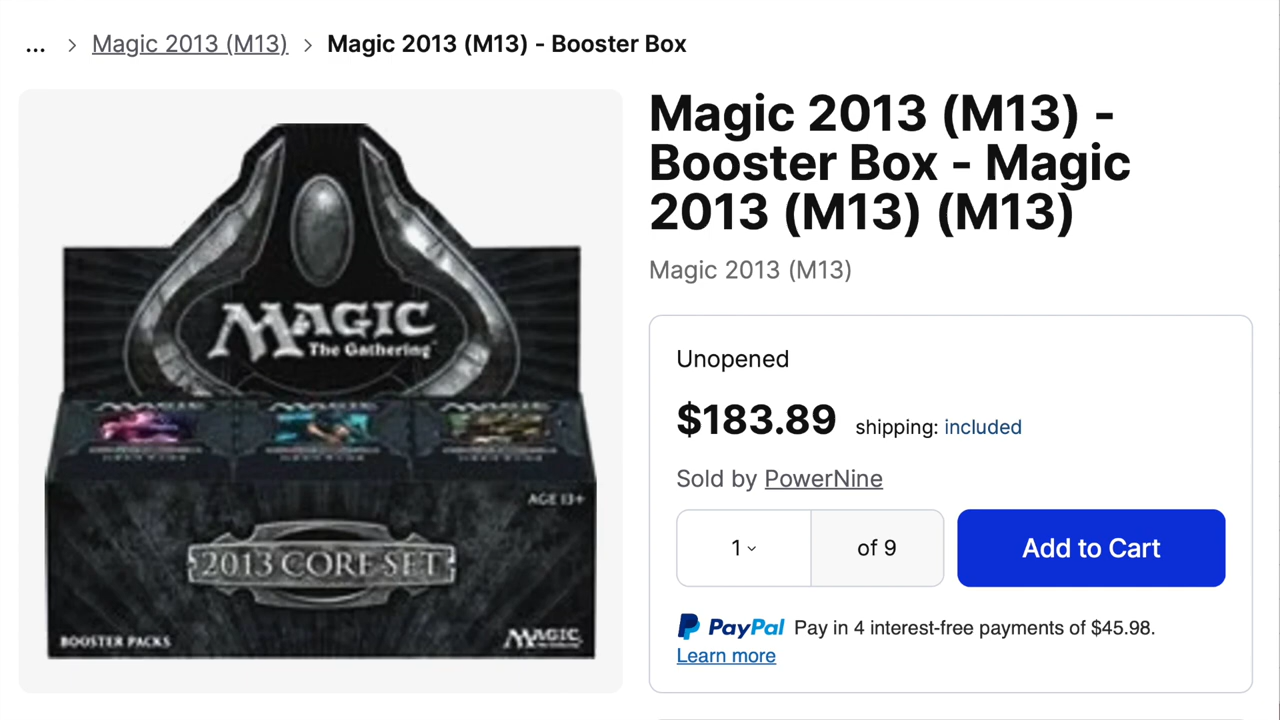 ... > Magic 2013 (M13) > Magic 2013 (M13) - Booster Box
MAGIC
The Gathering
AGE 13+
2013 CORE SET
BOOSTER PACKS
MAGIC
Magic 2013 (M13) -
Booster Box - Magic
2013 (M13) (M13)
Magic 2013 (M13)
Unopened
$183.89 shipping: included
Sold by PowerNine
1 of 9 Add to Cart
PayPal Pay in 4 interest-free payments of $45.98.
Learn more